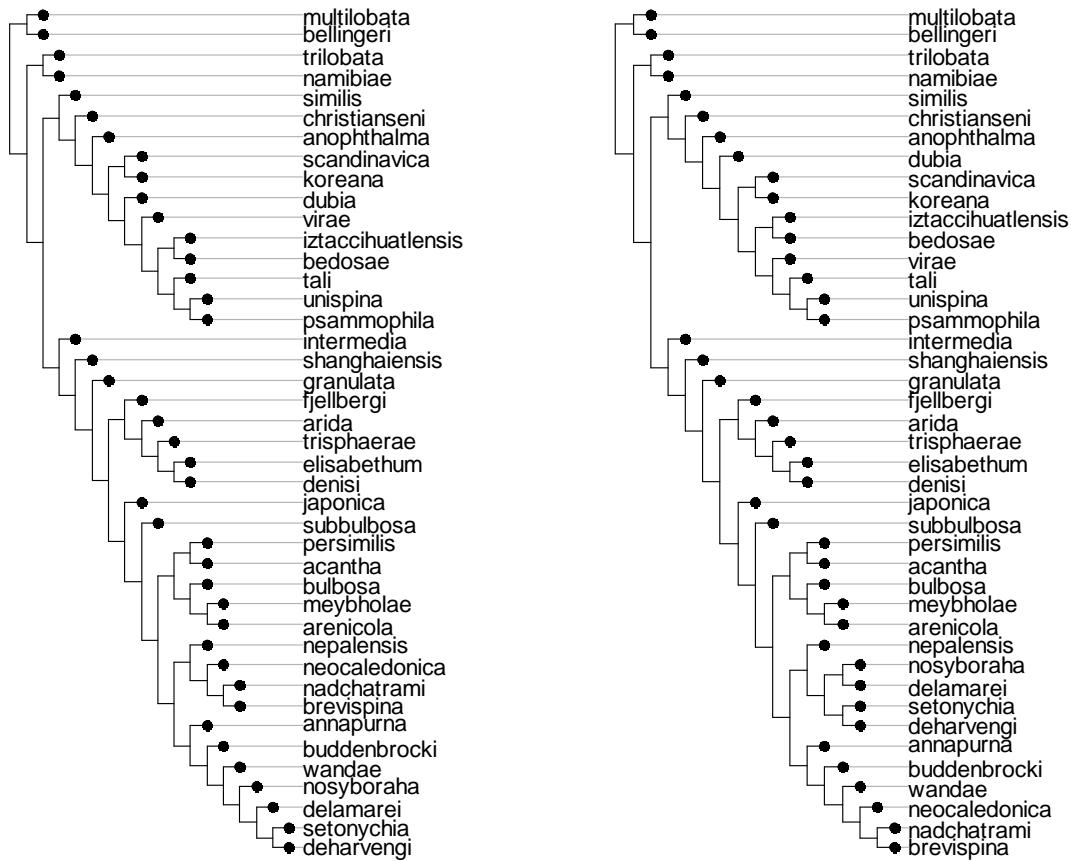 multilobata
bellingeri
trilobata
namibiae
similis
christianseni
anophthalma
scandinavica
koreana
dubia
virae
iztaccihuatlensis
bedosae
tali
unispina
psammophila
intermedia
shanghaiensis
granulata
fjellbergi
arida
trisphaerae
elisabethum
denisi
japonica
subbulbosa
persimilis
acantha
bulbosa
meybholae
arenicola
nepalensis
neocaledonica
nadchatrami
brevispina
annapurna
buddenbrocki
wandae
nosyboraha
delamarei
setonychia
deharvengi
multilobata
bellingeri
trilobata
namibiae
similis
christianseni
anophthalma
dubia
scandinavica
koreana
iztaccihuatlensis
bedosae
virae
tali
unispina
psammophila
intermedia
shanghaiensis
granulata
fjellbergi
arida
trisphaerae
elisabethum
denisi
japonica
subbulbosa
persimilis
acantha
bulbosa
meybholae
arenicola
nepalensis
nosyboraha
delamarei
setonychia
deharvengi
annapurna
buddenbrocki
wandae
neocaledonica
nadchatrami
brevispina